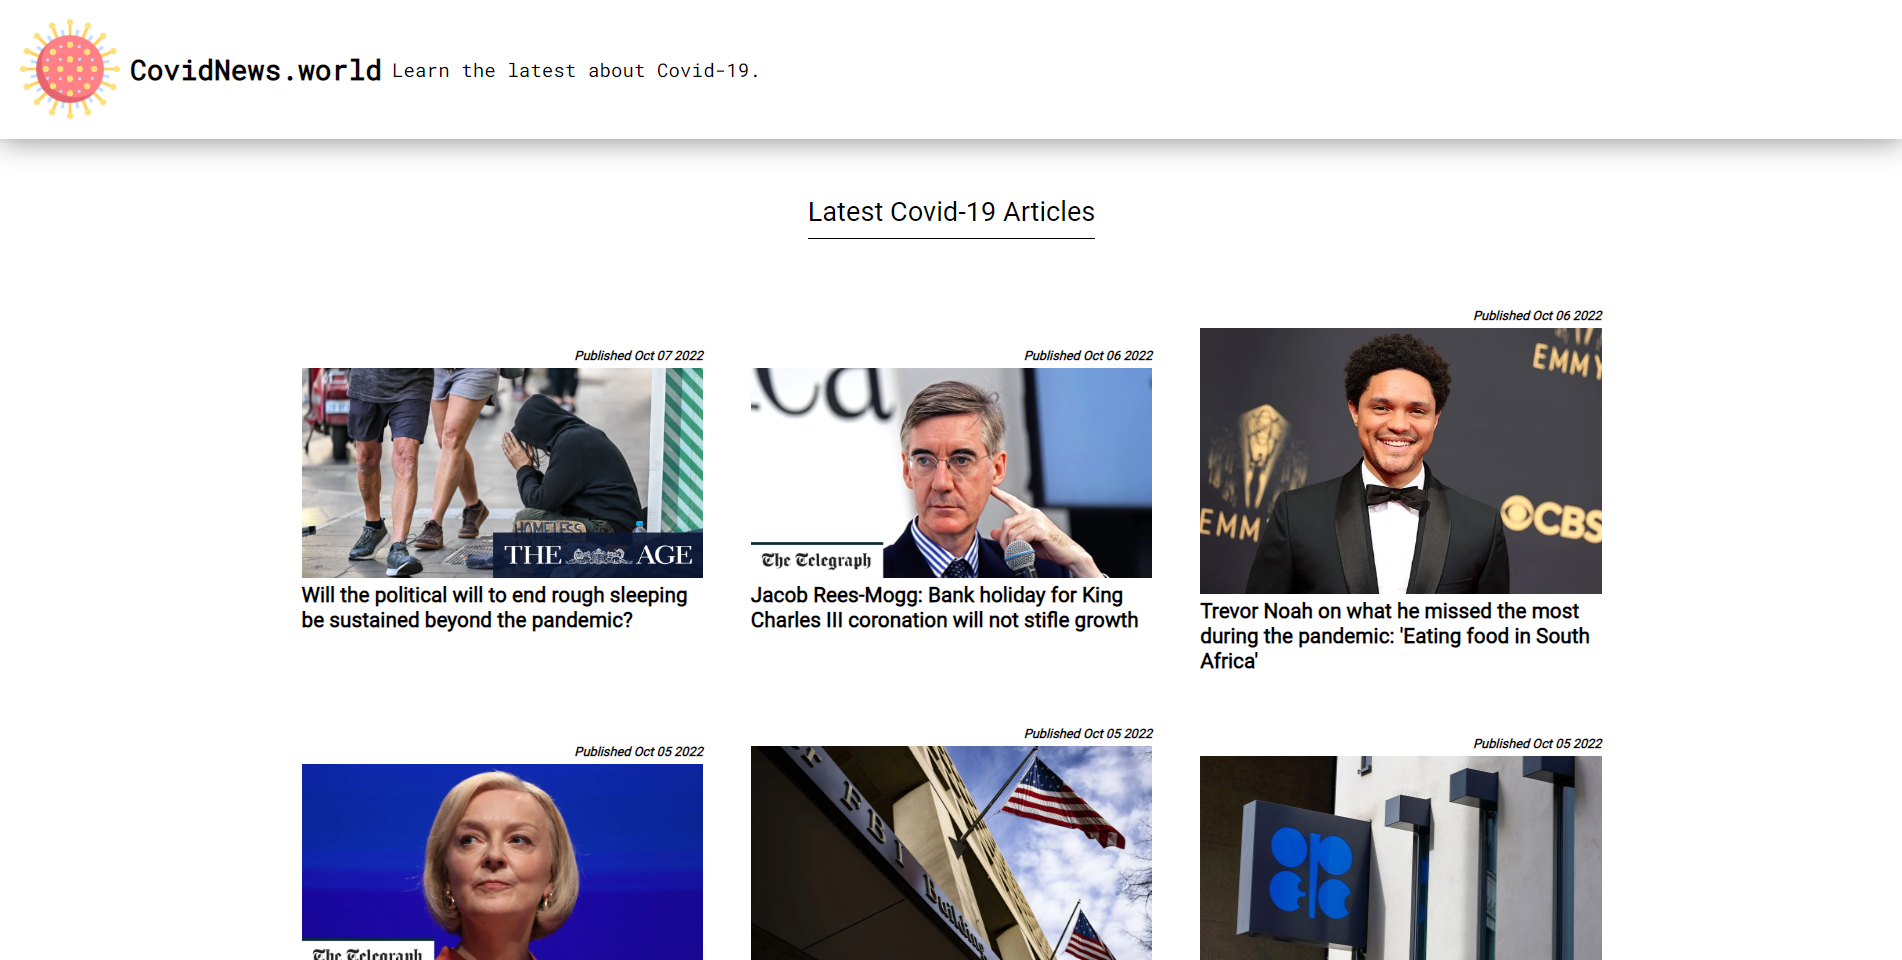 CovidNews.world Learn the latest about Covid-19.
Latest Covid-19 Articles
Published Oct 07 2022
HOMELESS
THE AGE
Will the political will to end rough sleeping
be sustained beyond the pandemic?
Published Oct 06 2022
ca
The Telegraph
Jacob Rees-Mogg: Bank holiday for King
Charles III coronation will not stifle growth
Published Oct 06 2022
EMMY
EMM
CBS
Trevor Noah on what he missed the most
during the pandemic: 'Eating food in South
Africa'
Published Oct 05 2022
The Telegraph
Published Oct 05 2022
FBI Building
Published Oct 05 2022
OPEC